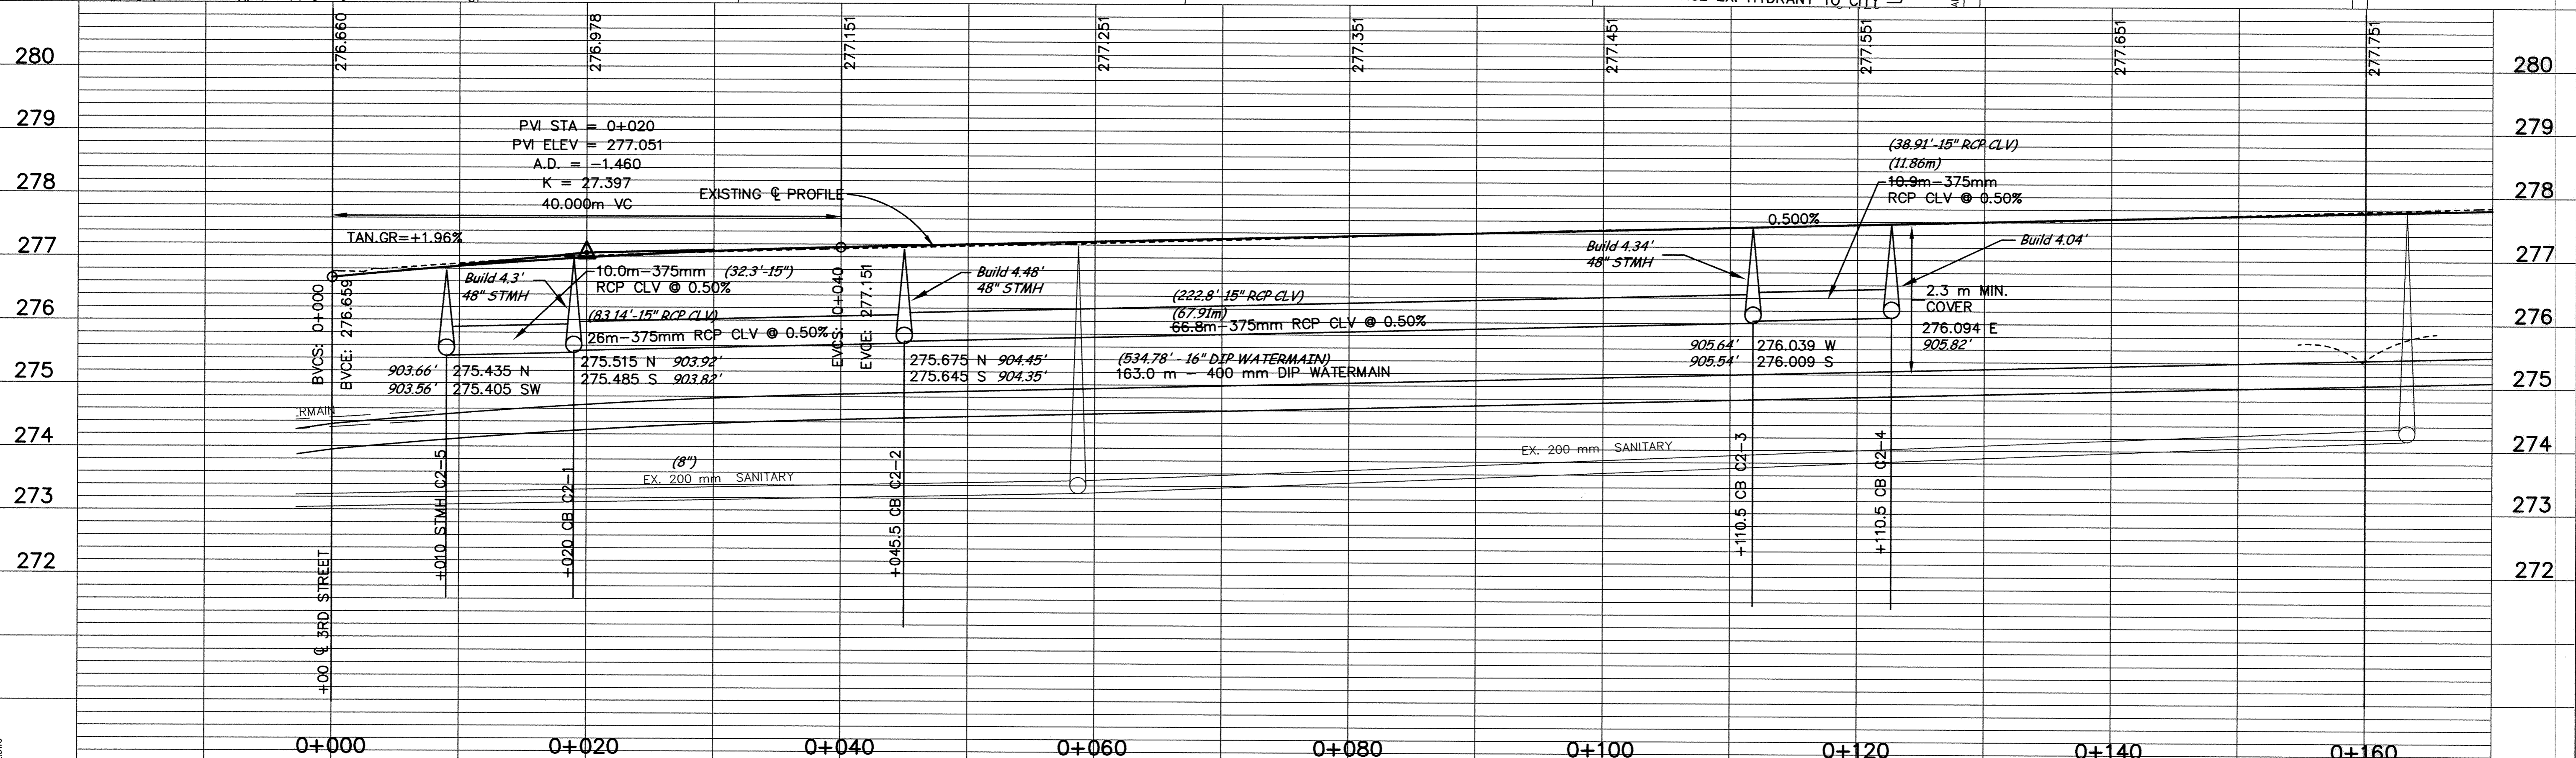 EX. HYDRANT TO CITY
276.660
276.978
277.151
277.251
277.351
277.451
277.551
277.651
277.751
280
280
279
279
278
278
277
277
276
276
275
275
274
274
273
273
272
272
PVI STA = 0+020
PVI ELEV = 277.051
A.D. = -1.460
K = 27.397
40.000m VC
EXISTING ℄ PROFILE
TAN.GR=+1.96%
0.500%
(38.91'-15" RCP CLV)
(11.86m)
10.9m-375mm
RCP CLV @ 0.50%
Build 4.3'
48" STMH
10.0m-375mm (32.3'-15")
RCP CLV @ 0.50%
(83.14'-15" RCP CLV)
26m-375mm RCP CLV @ 0.50%
Build 4.48'
48" STMH
(222.8'-15" RCP CLV)
(67.91m)
66.8m-375mm RCP CLV @ 0.50%
Build 4.34'
48" STMH
Build 4.04'
2.3 m MIN.
COVER
276.094 E
905.82'
BVCS: 0+000
BVCE: 276.659
EVCS: 0+040
EVCE: 277.151
903.66' 275.435 N
903.56' 275.405 SW
275.515 N 903.92'
275.485 S 903.82'
275.675 N 904.45'
275.645 S 904.35'
(534.78' - 16" DIP WATERMAIN)
163.0 m - 400 mm DIP WATERMAIN
905.64' 276.039 W
905.54' 276.009 S
RMAIN
(8")
EX. 200 mm SANITARY
EX. 200 mm SANITARY
+00 ℄ 3RD STREET
+010 STMH C2-5
+020 CB C2-1
+045.5 CB C2-2
+110.5 CB C2-3
+110.5 CB C2-4
0+000
0+020
0+040
0+060
0+080
0+100
0+120
0+140
0+160